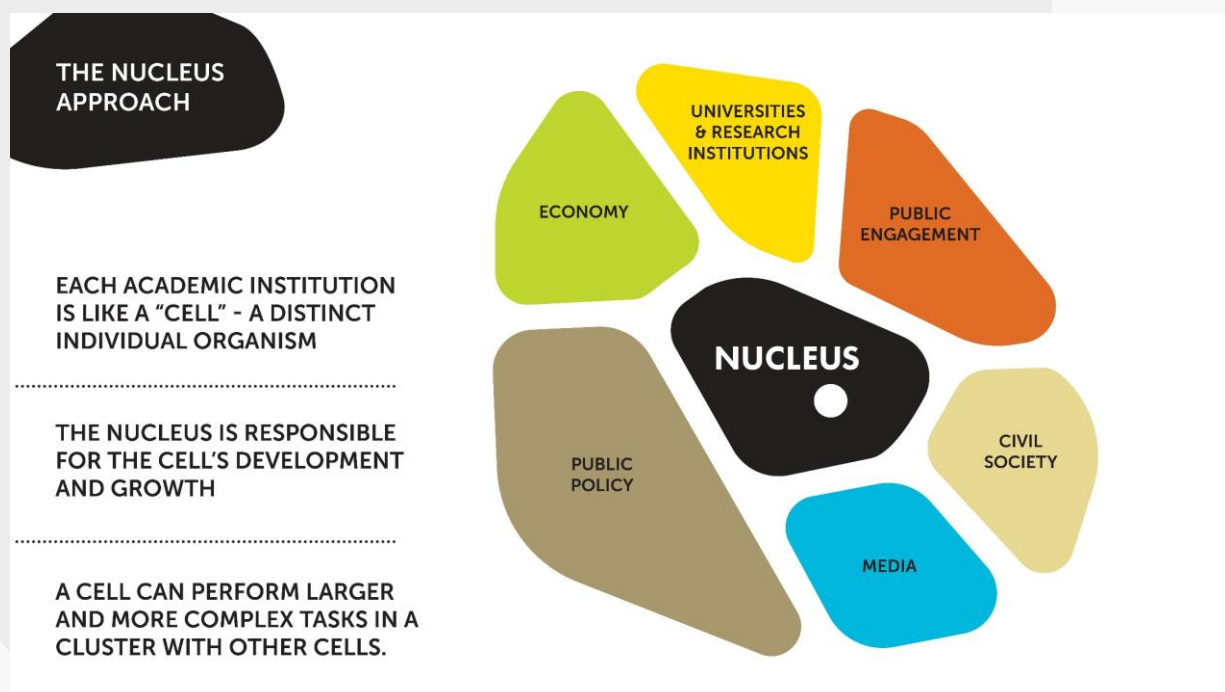 THE NUCLEUS
APPROACH
EACH ACADEMIC INSTITUTION
IS LIKE A “CELL” - A DISTINCT
INDIVIDUAL ORGANISM
THE NUCLEUS IS RESPONSIBLE
FOR THE CELL’S DEVELOPMENT
AND GROWTH
A CELL CAN PERFORM LARGER
AND MORE COMPLEX TASKS IN A
CLUSTER WITH OTHER CELLS.
UNIVERSITIES
& RESEARCH
INSTITUTIONS
ECONOMY
PUBLIC
ENGAGEMENT
NUCLEUS
CIVIL
SOCIETY
PUBLIC
POLICY
MEDIA